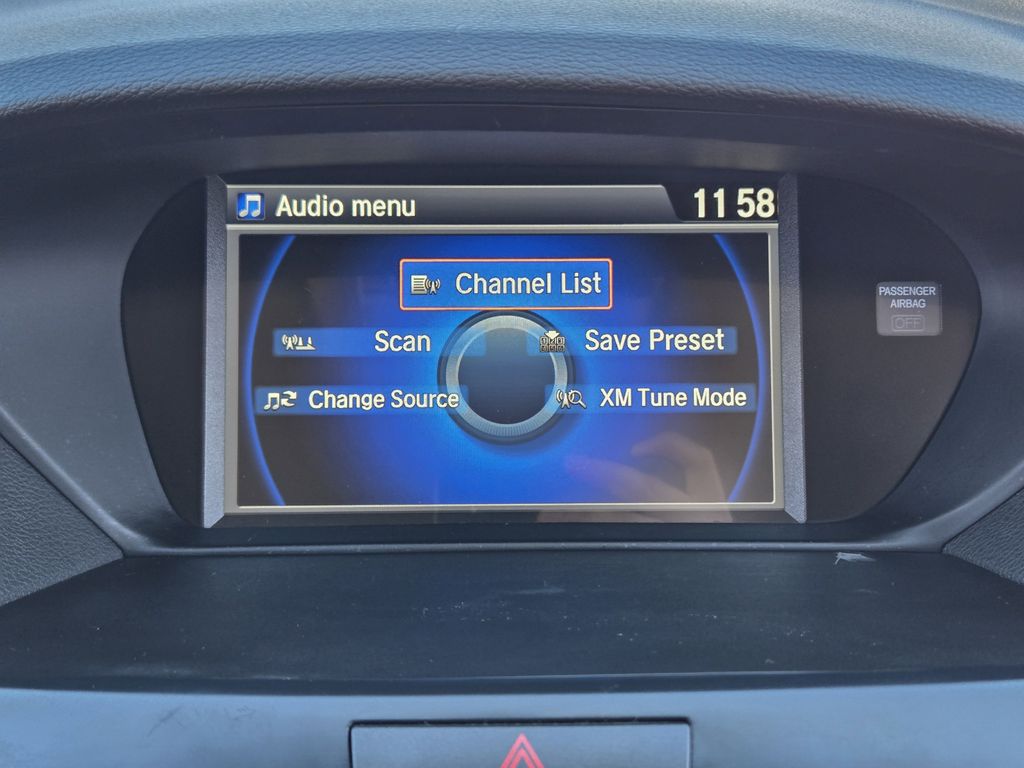 Audio menu
11 58
Channel List
Scan
Save Preset
Change Source
XM Tune Mode
PASSENGER
AIRBAG
OFF